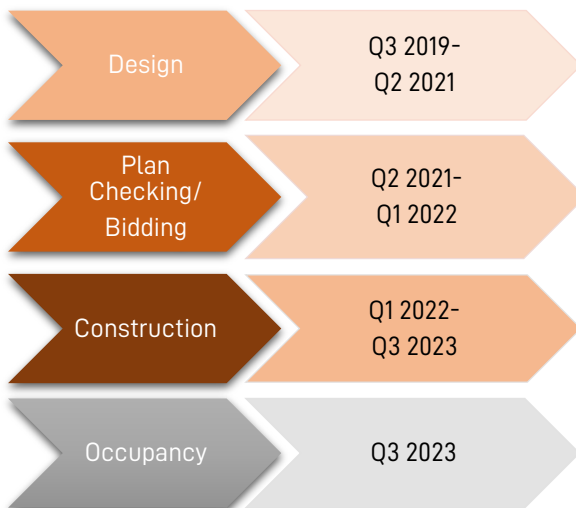 Design
Q3 2019-
Q2 2021
Plan
Checking/
Bidding
Q2 2021-
Q1 2022
Construction
Q1 2022-
Q3 2023
Occupancy
Q3 2023